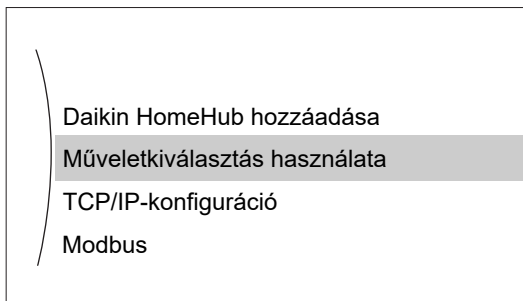 Daikin HomeHub hozzáadása
Műveletkiválasztás használata
TCP/IP-konfiguráció
Modbus